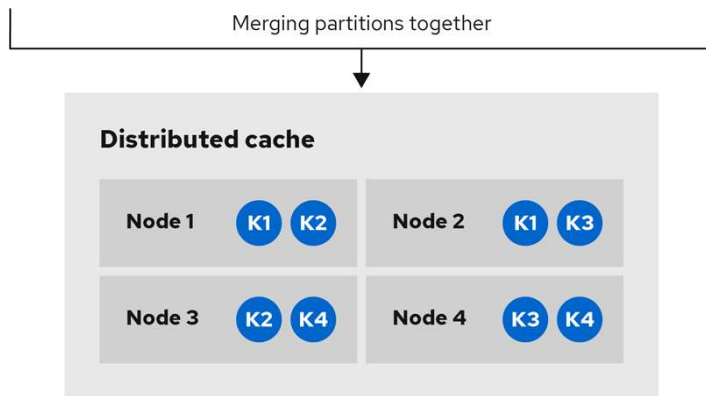 Merging partitions together
Distributed cache
Node 1 K1 K2
Node 2 K1 K3
Node 3 K2 K4
Node 4 K3 K4